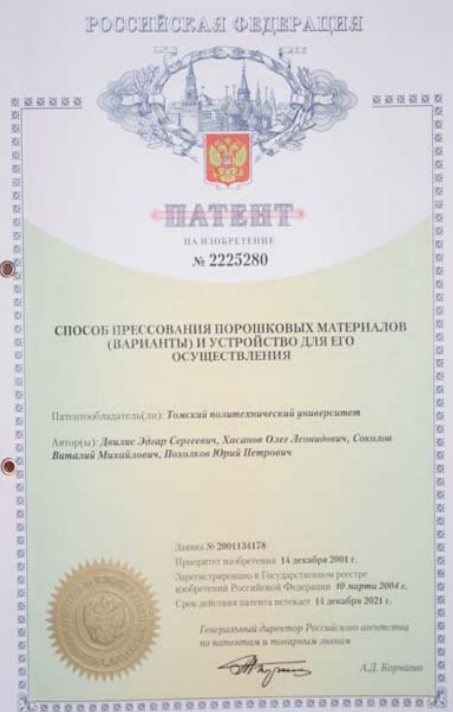 РОССИЙСКАЯ ФЕДЕРАЦИЯ
ПАТЕНТ
НА ИЗОБРЕТЕНИЕ
№ 2225280
СПОСОБ ПРЕССОВАНИЯ ПОРОШКОВЫХ МАТЕРИАЛОВ
(ВАРИАНТЫ) И УСТРОЙСТВО ДЛЯ ЕГО
ОСУЩЕСТВЛЕНИЯ
Патентообладатель(ли): Томский политехнический университет
Автор(ы): Двилис Эдгар Сергеевич, Хасанов Олег Леонидович, Соколов
Виталий Михайлович, Похолков Юрий Петрович
Заявка № 2001134178
Приоритет изобретения 14 декабря 2001 г.
Зарегистрировано в Государственном реестре
изобретений Российской Федерации 10 марта 2004 г.
Срок действия патента истекает 14 декабря 2021 г.
Генеральный директор Российского агентства
по патентам и товарным знакам
А.Д. Корчагин